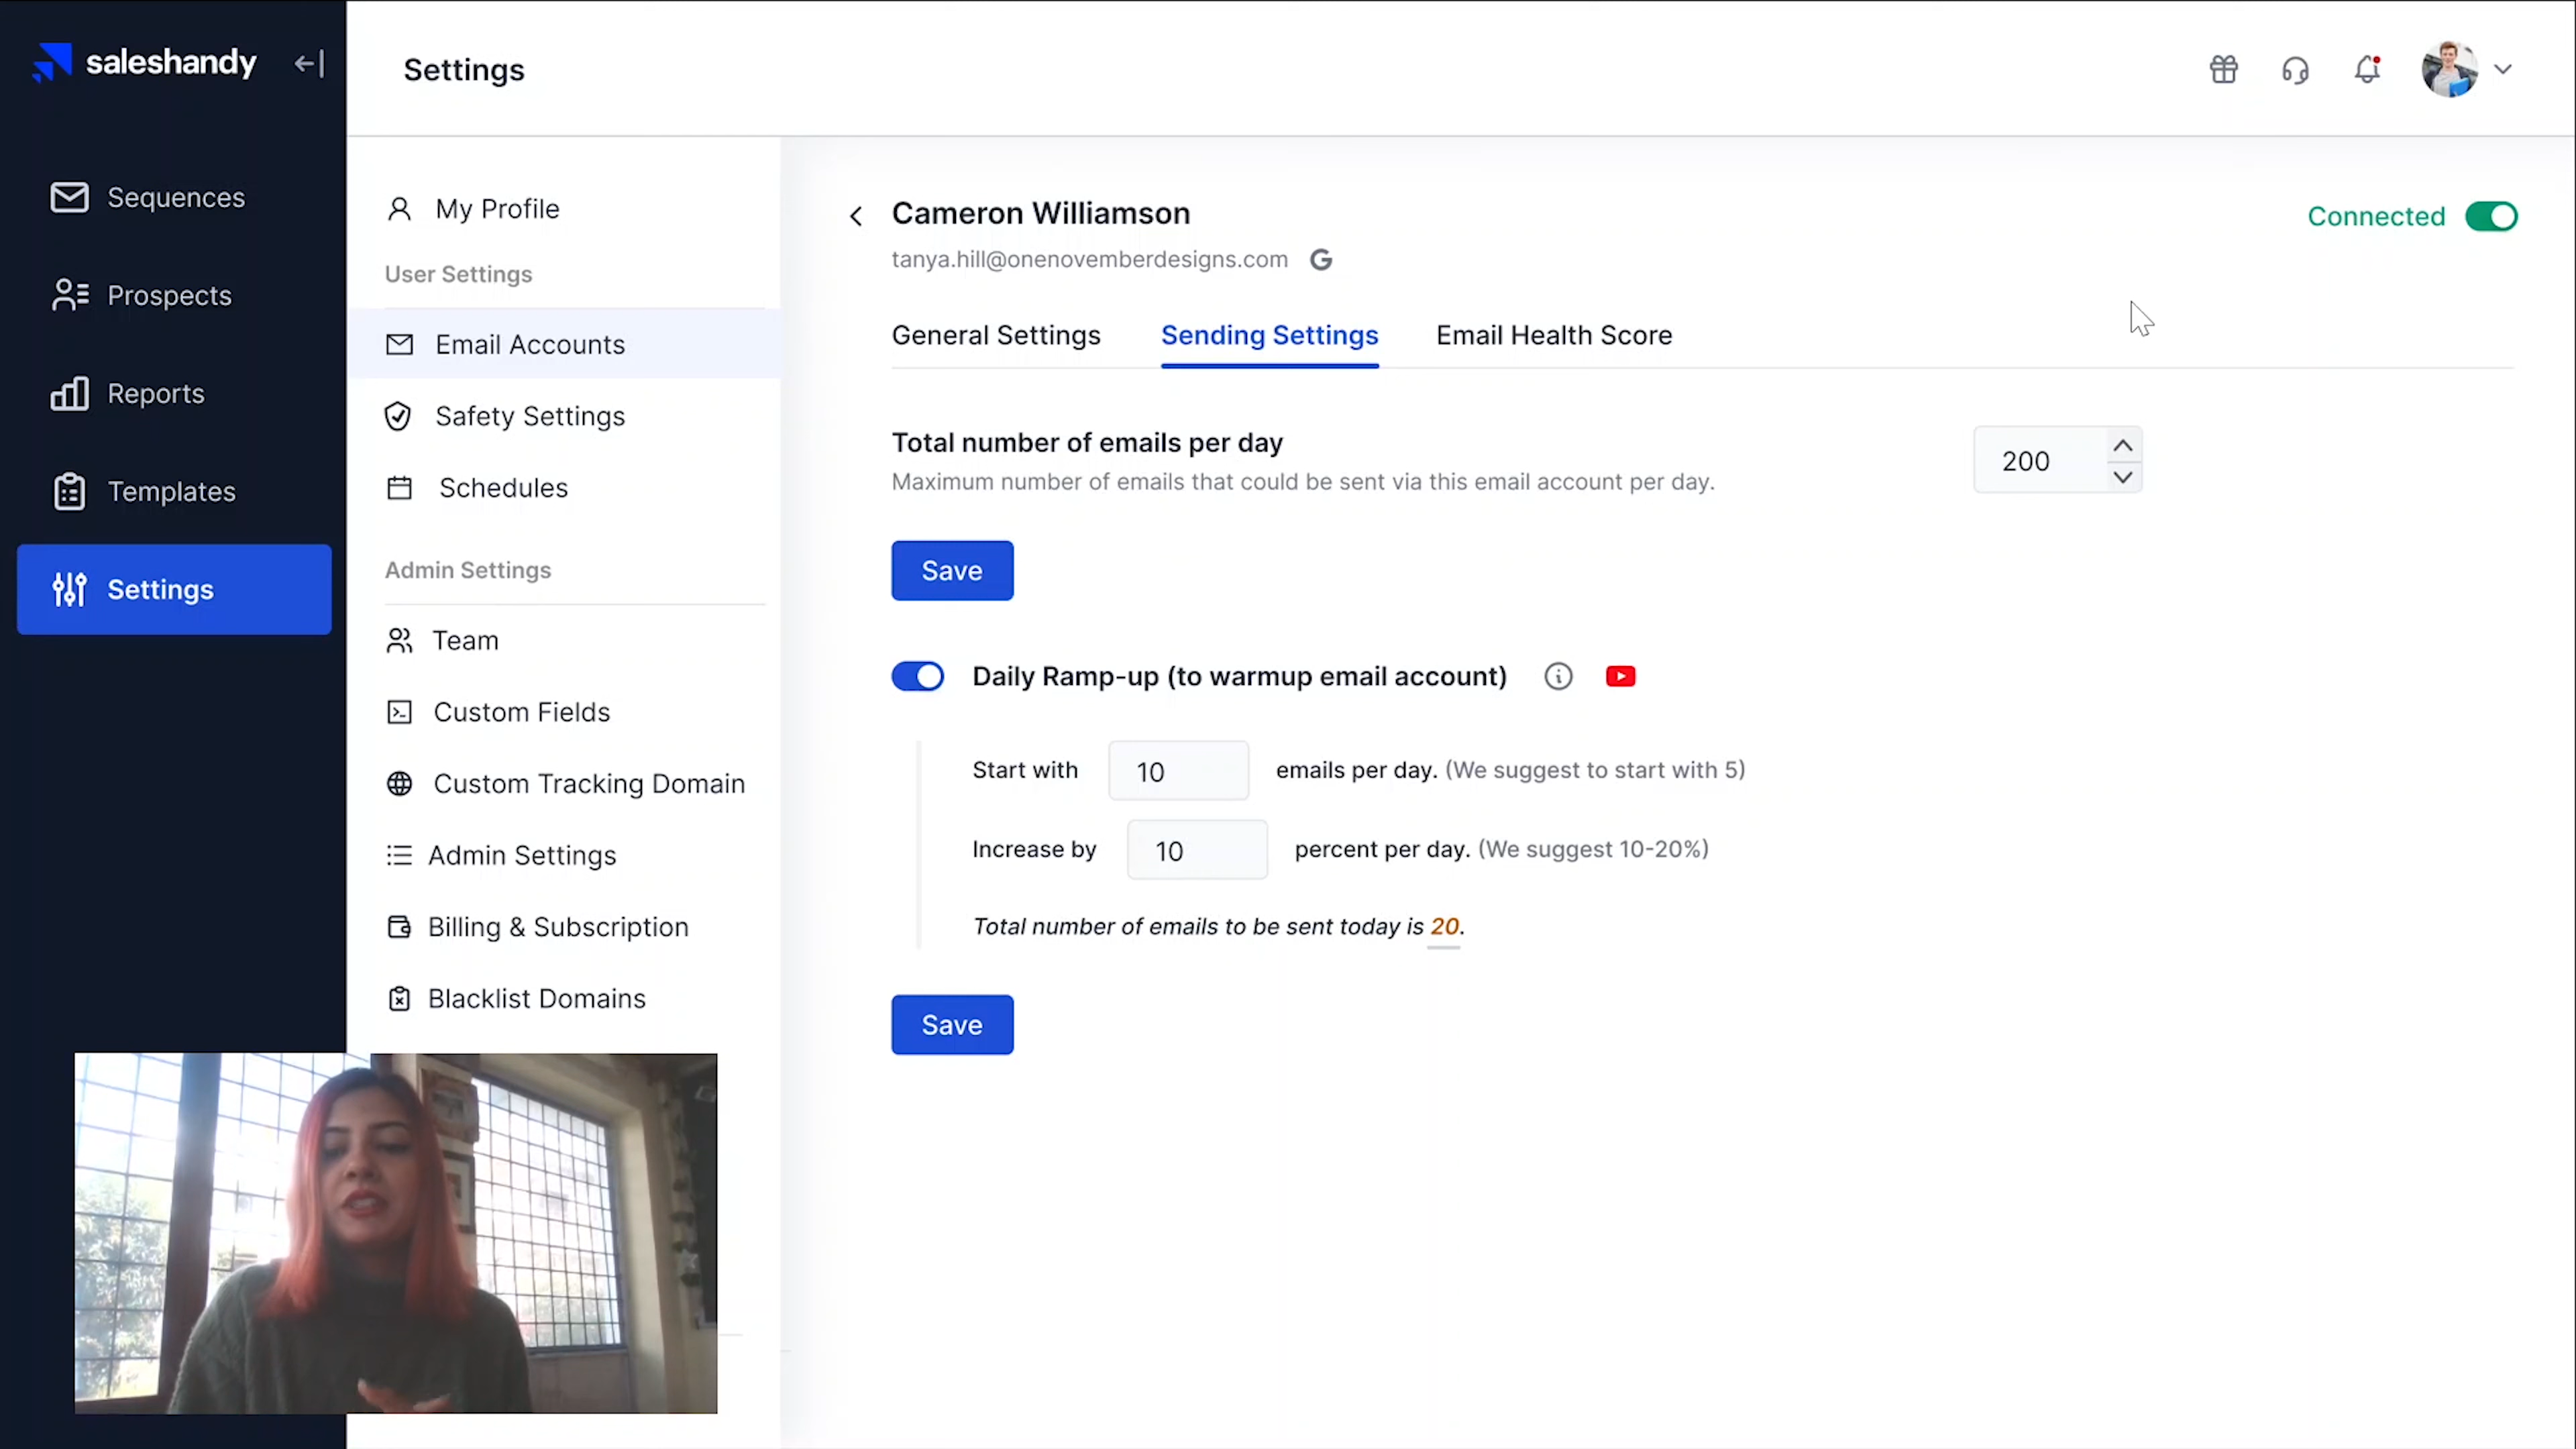 saleshandy
Sequences
Prospects
Reports
Templates
Settings
Settings
My Profile
User Settings
Email Accounts
Safety Settings
Schedules
Admin Settings
Team
Custom Fields
Custom Tracking Domain
Admin Settings
Billing & Subscription
Blacklist Domains
Cameron Williamson
tanya.hill@onenovemberdesigns.com
Connected
General Settings
Sending Settings
Email Health Score
Total number of emails per day
Maximum number of emails that could be sent via this email account per day.
200
Save
Daily Ramp-up (to warmup email account)
Start with 10 emails per day. (We suggest to start with 5)
Increase by 10 percent per day. (We suggest 10-20%)
Total number of emails to be sent today is 20.
Save